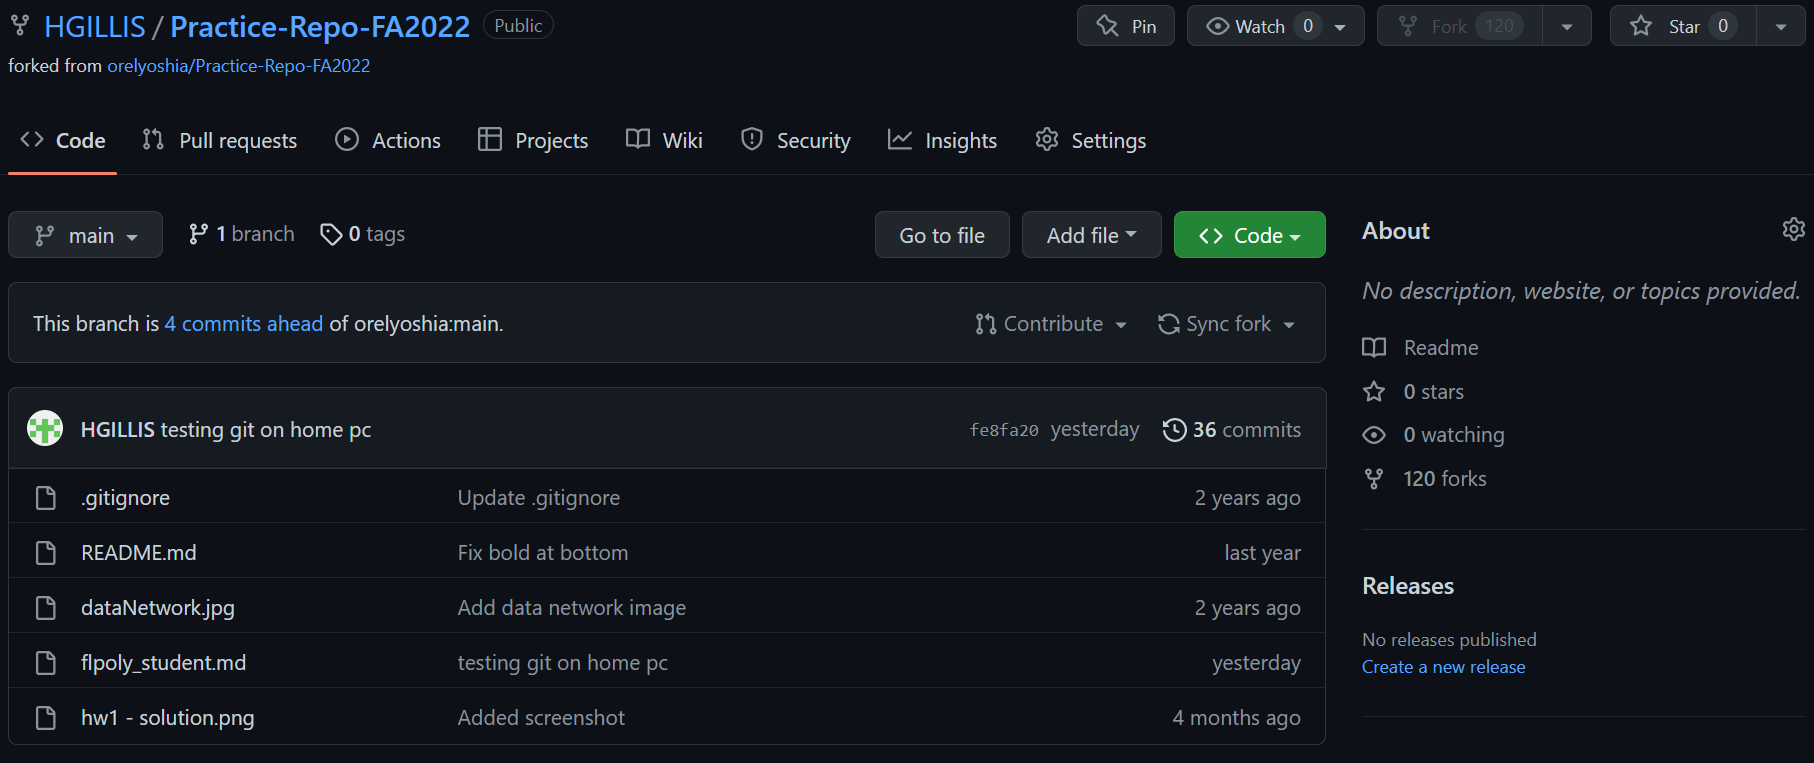 HGILLIS / Practice-Repo-FA2022 Public Pin Watch 0 Fork 120 Star 0
forked from orelyoshia/Practice-Repo-FA2022
Code Pull requests Actions Projects Wiki Security Insights Settings
main 1 branch 0 tags Go to file Add file Code
This branch is 4 commits ahead of orelyoshia:main. Contribute Sync fork
HGILLIS testing git on home pc fe8fa20 yesterday 36 commits
.gitignore Update .gitignore 2 years ago
README.md Fix bold at bottom last year
dataNetwork.jpg Add data network image 2 years ago
flpoly_student.md testing git on home pc yesterday
hw1 - solution.png Added screenshot 4 months ago
About
No description, website, or topics provided.
Readme
0 stars
0 watching
120 forks
Releases
No releases published
Create a new release